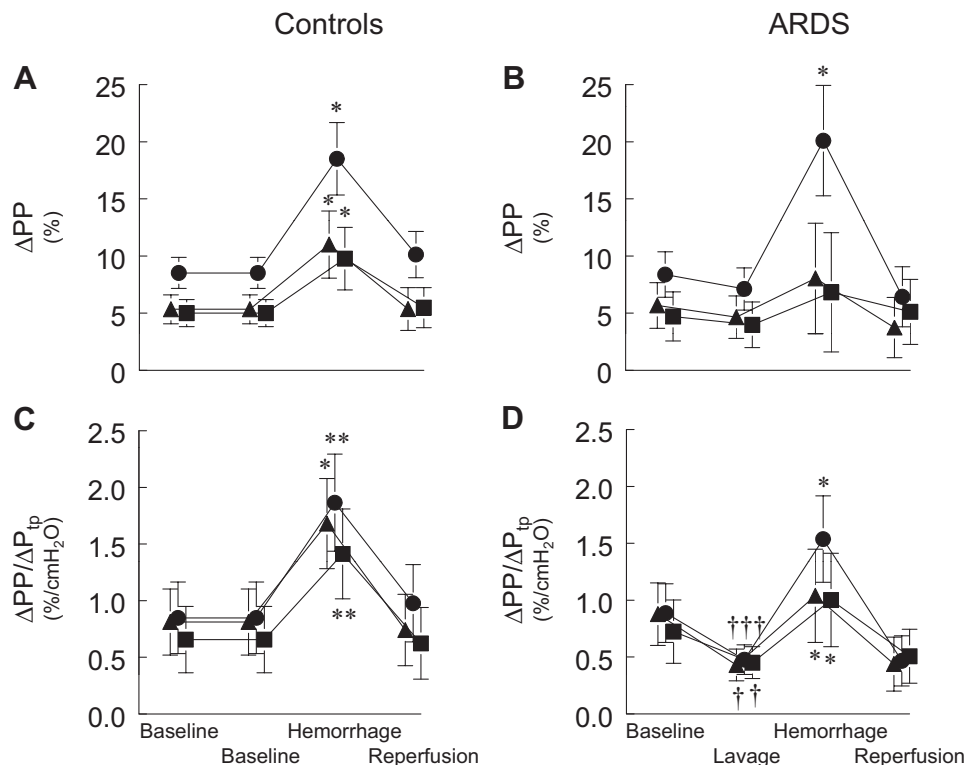 Controls
ARDS
A
B
ΔPP
(%)
25
20
15
10
5
0
*
*
*
ΔPP
(%)
25
20
15
10
5
0
*
C
D
ΔPP/ΔPtp
(%/cmH2O)
2.5
2.0
1.5
1.0
0.5
0.0
**
*
**
ΔPP/ΔPtp
(%/cmH2O)
2.5
2.0
1.5
1.0
0.5
0.0
*
†††
* *
† †
Baseline
Baseline
Hemorrhage
Reperfusion
Baseline
Lavage
Hemorrhage
Reperfusion